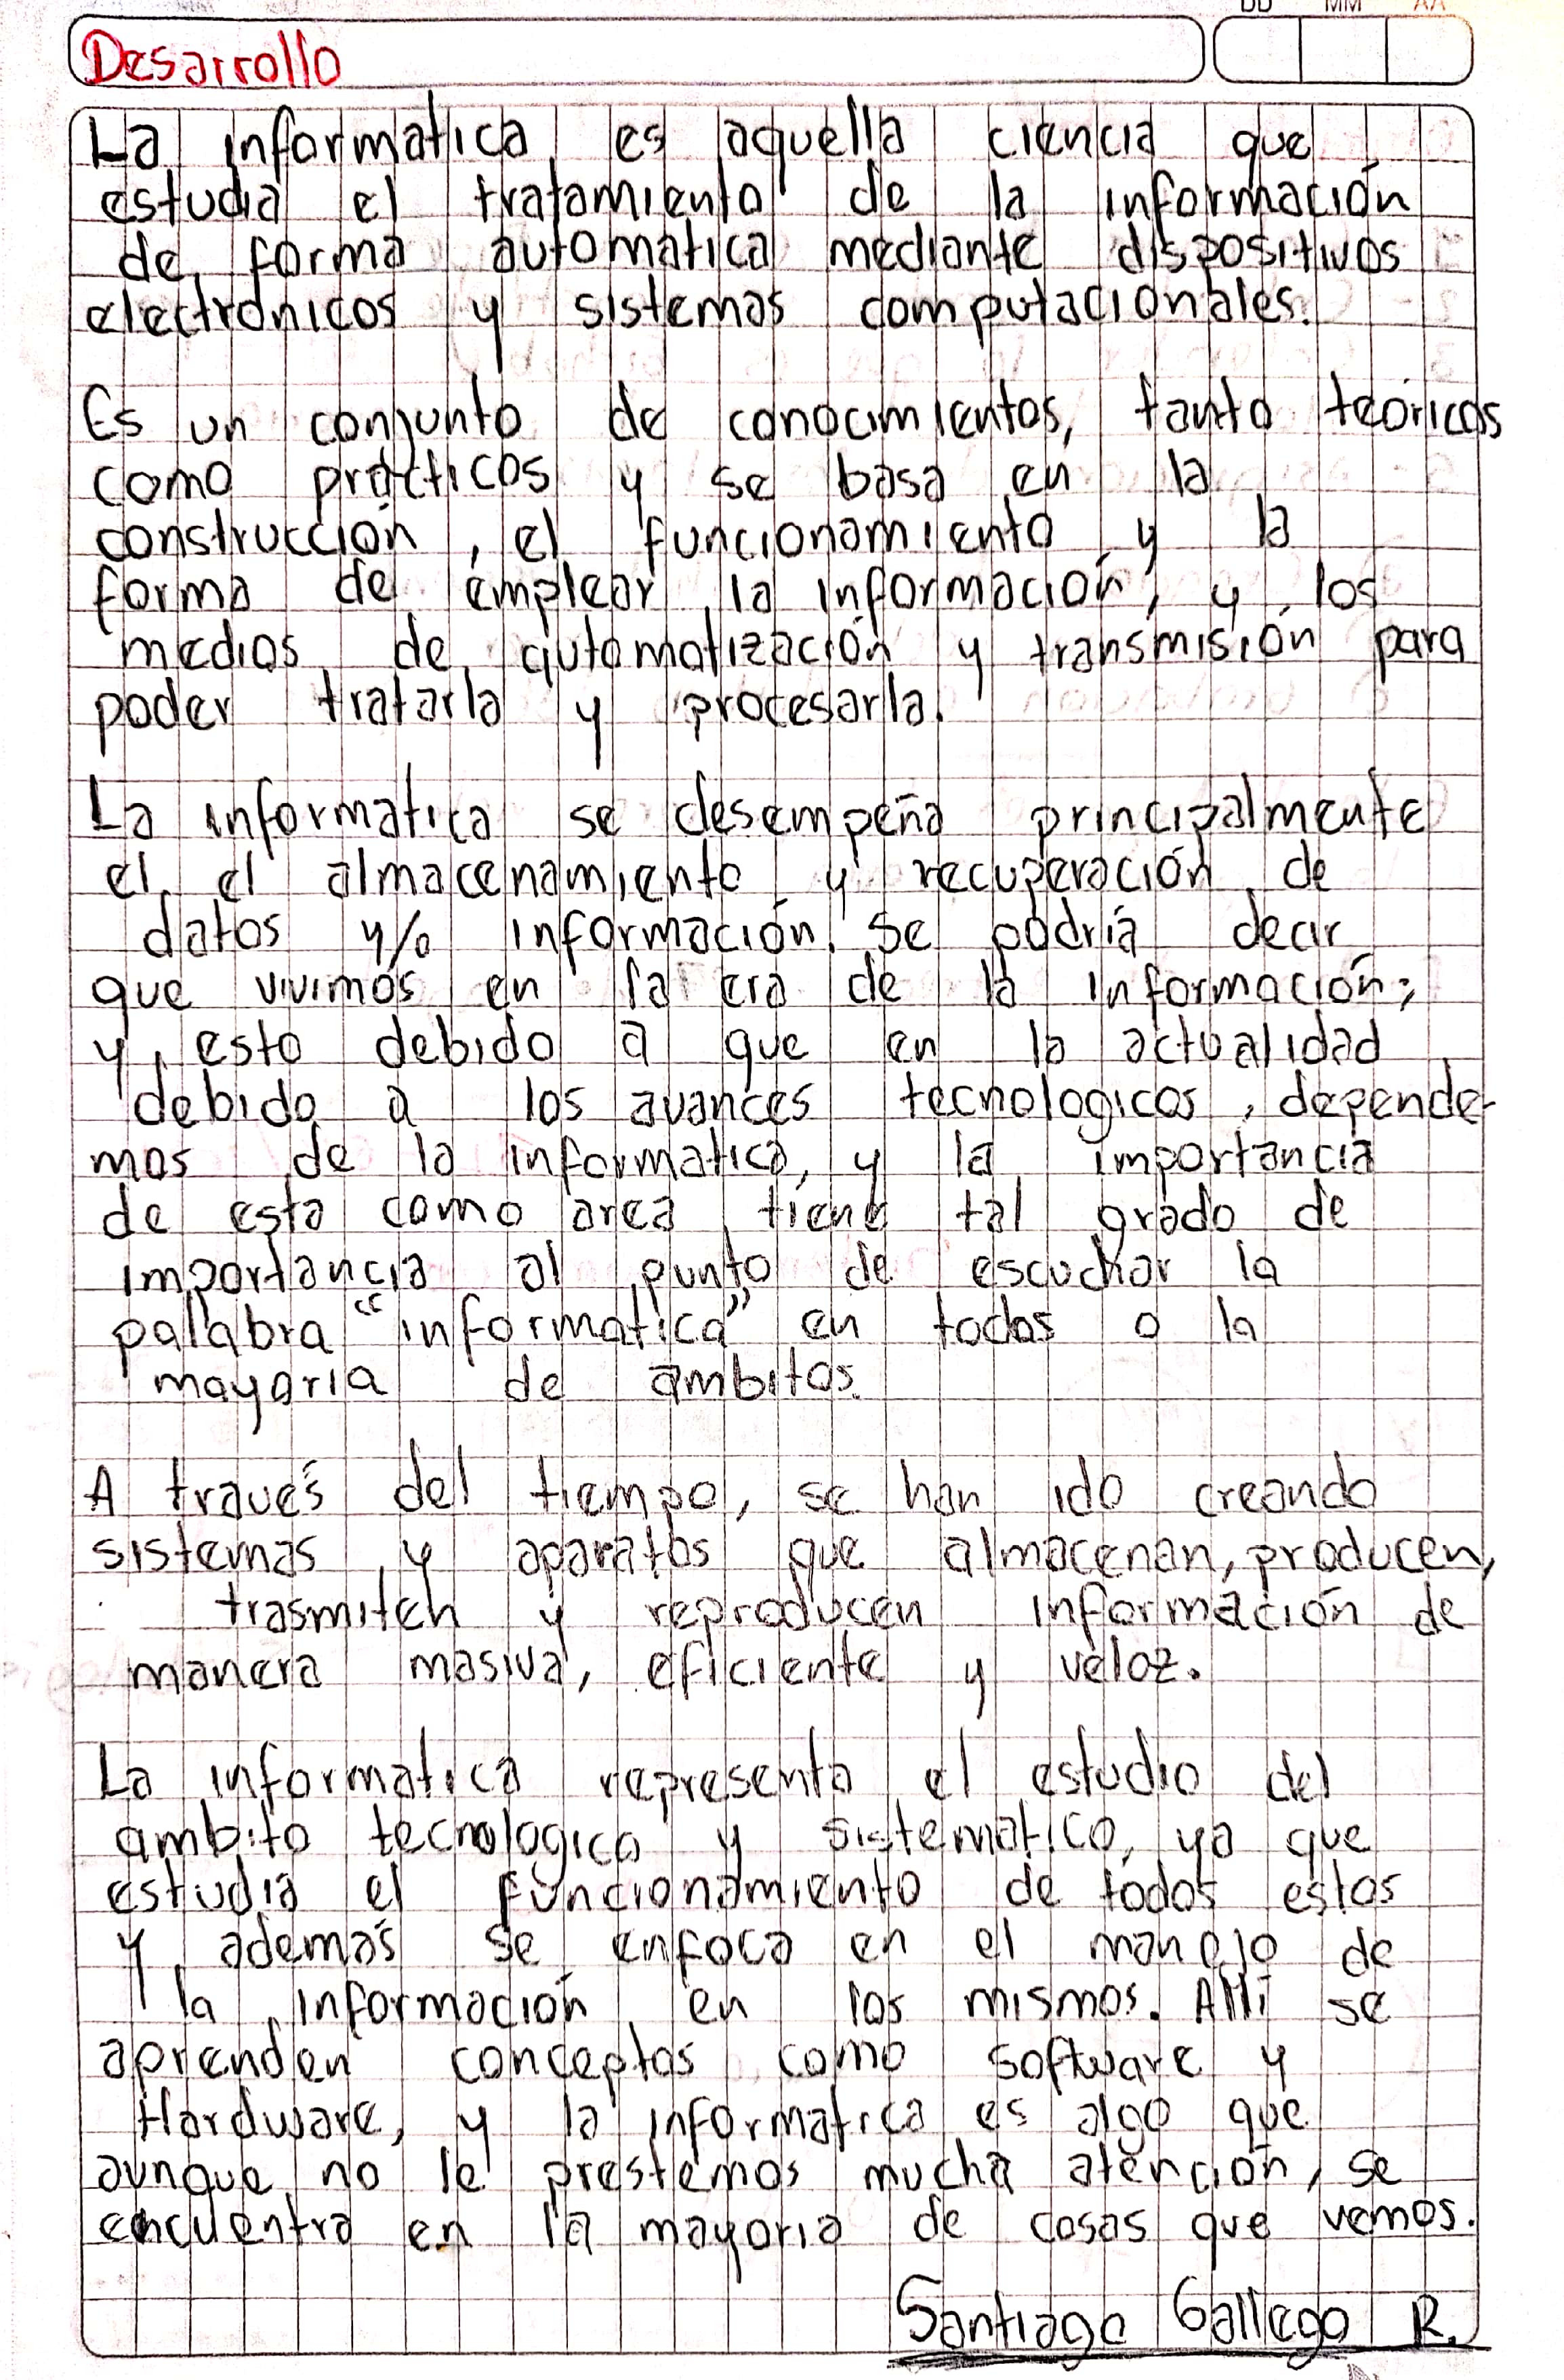 DD MM AA
Desarrollo
La informatica es aquella ciencia que
estudia el tratamiento de la información
de forma automatica mediante dispositivos
electronicos y sistemas computacionales.
Es un conjunto de conocimientos, tanto teóricos
como prácticos y se basa en la
construcción, el funcionamiento y la
forma de emplear la información, y los
medios de automatización y transmisión para
poder tratarla y procesarla.
La informatica se desempeña principalmente
el el almacenamiento y recuperación de
datos y/o información. Se podría decir
que vivimos en la era de la información;
y esto debido a que en la actualidad
debido a los avances tecnologicos, depende-
mos de la informatica, y la importancia
de esta como area tiene tal grado de
importancia al punto de escuchar la
palabra "informatica" en todos o la
mayoria de ambitos.
A través del tiempo, se han ido creando
sistemas y aparatos que almacenan, producen,
trasmiten y reproducen información de
manera masiva, eficiente y veloz.
La informatica representa el estudio del
ambito tecnologico y sistematico, ya que
estudia el funcionamiento de todos estos
y además se enfoca en el manejo de
la información en los mismos. Allí se
aprenden conceptos como software y
Hardware, y la informatica es algo que
aunque no le prestemos mucha atención, se
encuentra en la mayoria de cosas que vemos.
Santiago Gallego R.